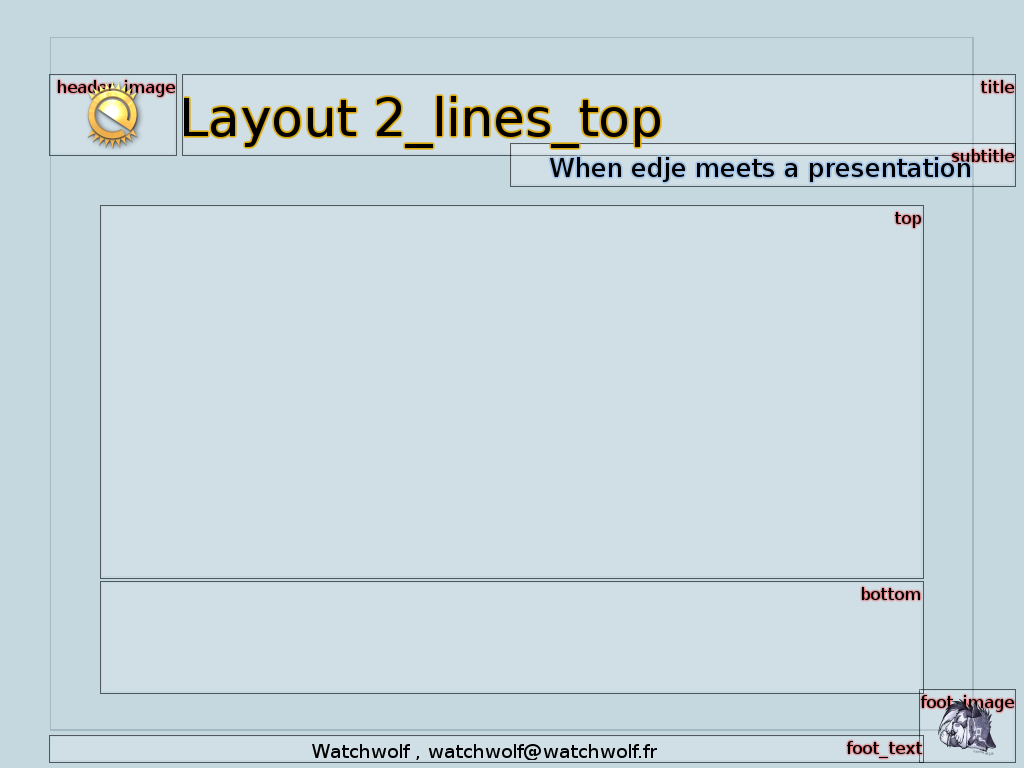 header_image
title
Layout 2_lines_top
subtitle
When edje meets a presentation
top
bottom
foot_image
foot_text
Watchwolf , watchwolf@watchwolf.fr